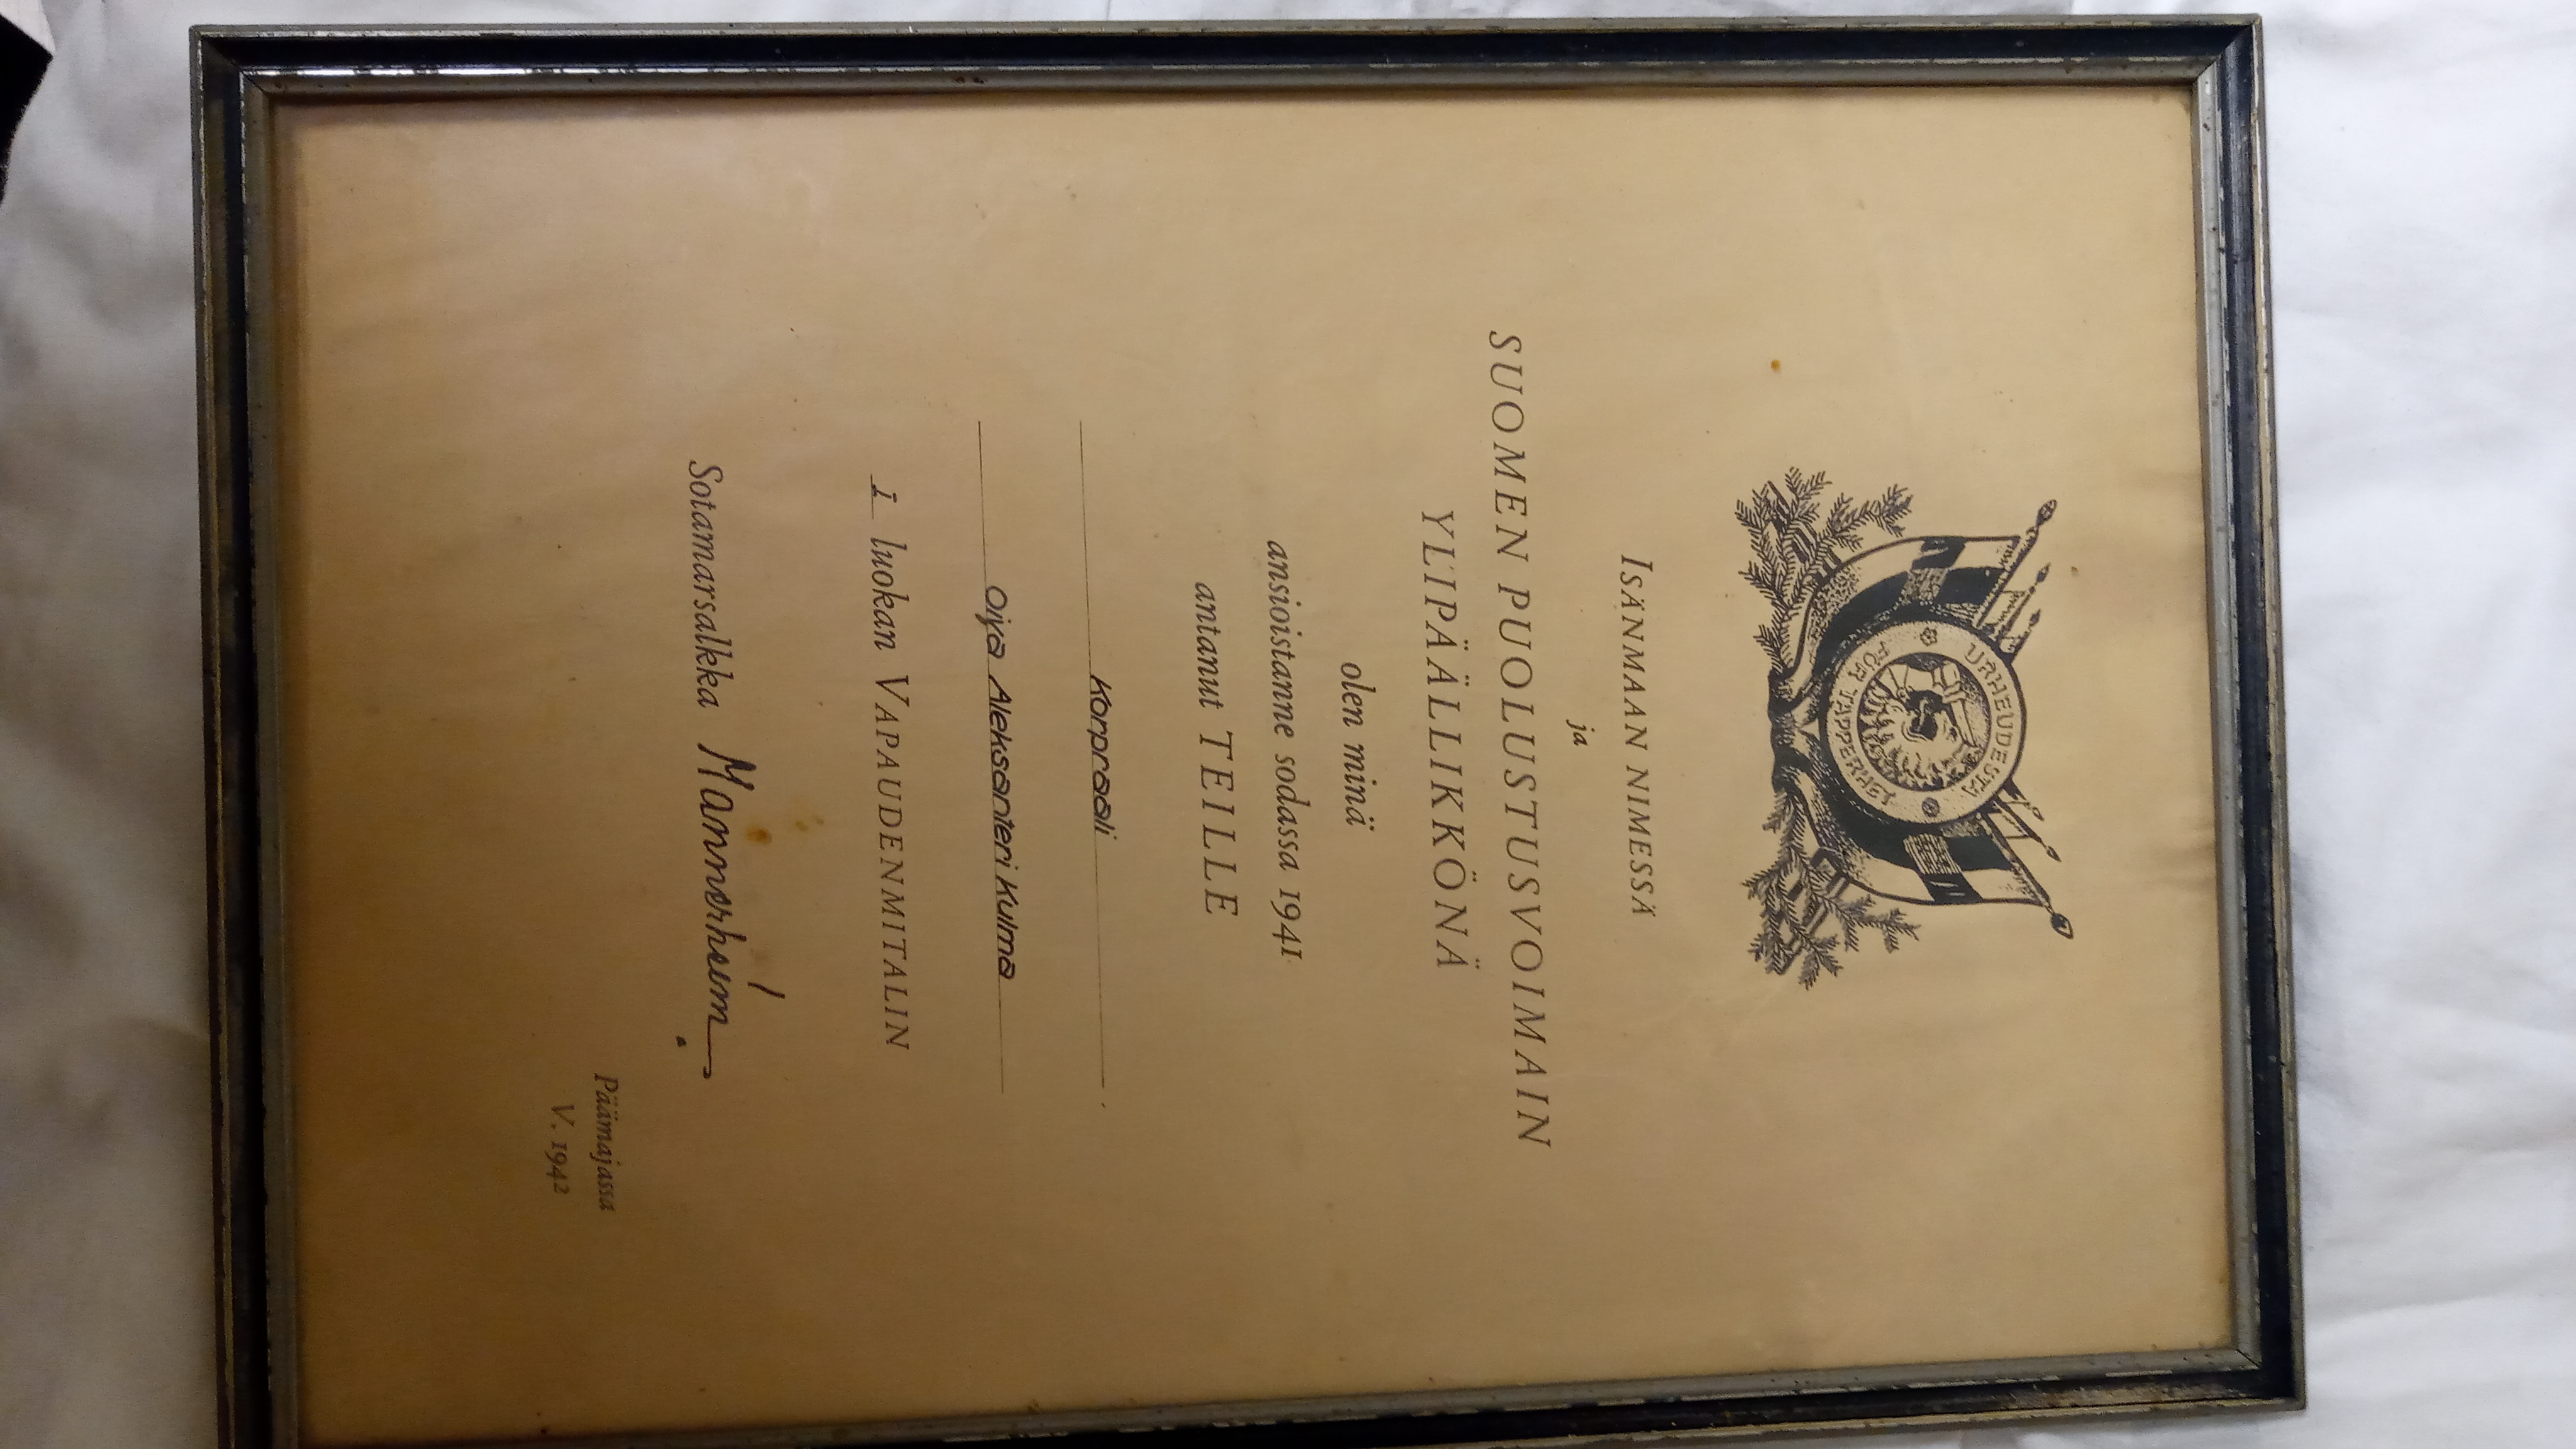 URHEUDESTA
FÖR TAPPERHET
ISÄNMAAN NIMESSÄ
ja
SUOMEN PUOLUSTUSVOIMAIN
YLIPÄÄLLIKKÖNÄ
olen minä
ansioistanne sodassa 1941
antanut TEILLE
Korpraali
Oiva Aleksanteri Kulma
1 luokan VAPAUDENMITALIN
Sotamarsalkka Mannerheim
Päämajassa
V. 1942